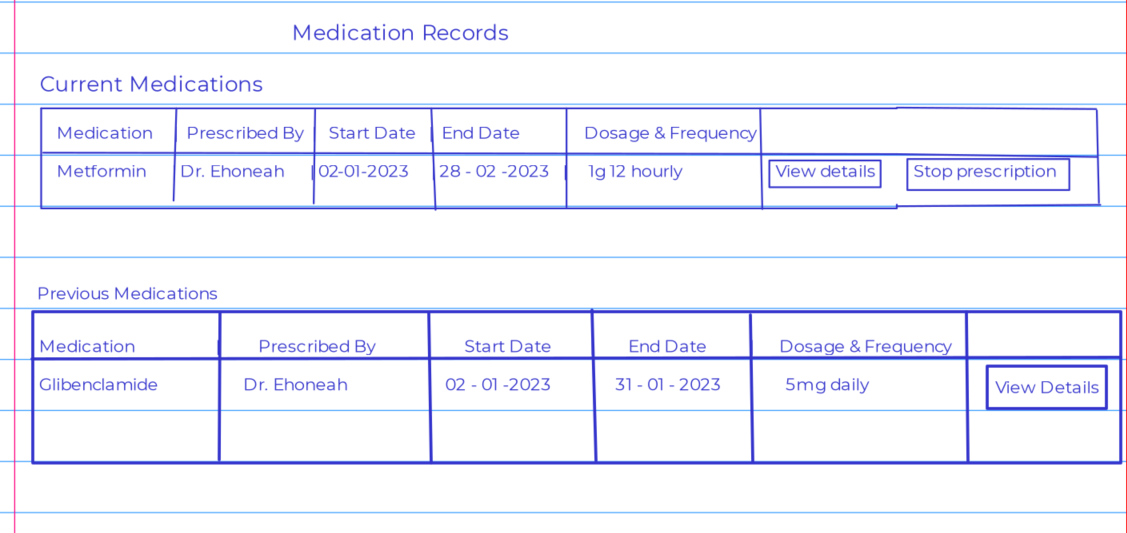 Medication Records
Current Medications
Medication Prescribed By Start Date End Date Dosage & Frequency
Metformin Dr. Ehoneah 02-01-2023 28 - 02 -2023 1g 12 hourly View details Stop prescription
Previous Medications
Medication Prescribed By Start Date End Date Dosage & Frequency
Glibenclamide Dr. Ehoneah 02 - 01 -2023 31 - 01 - 2023 5mg daily View Details